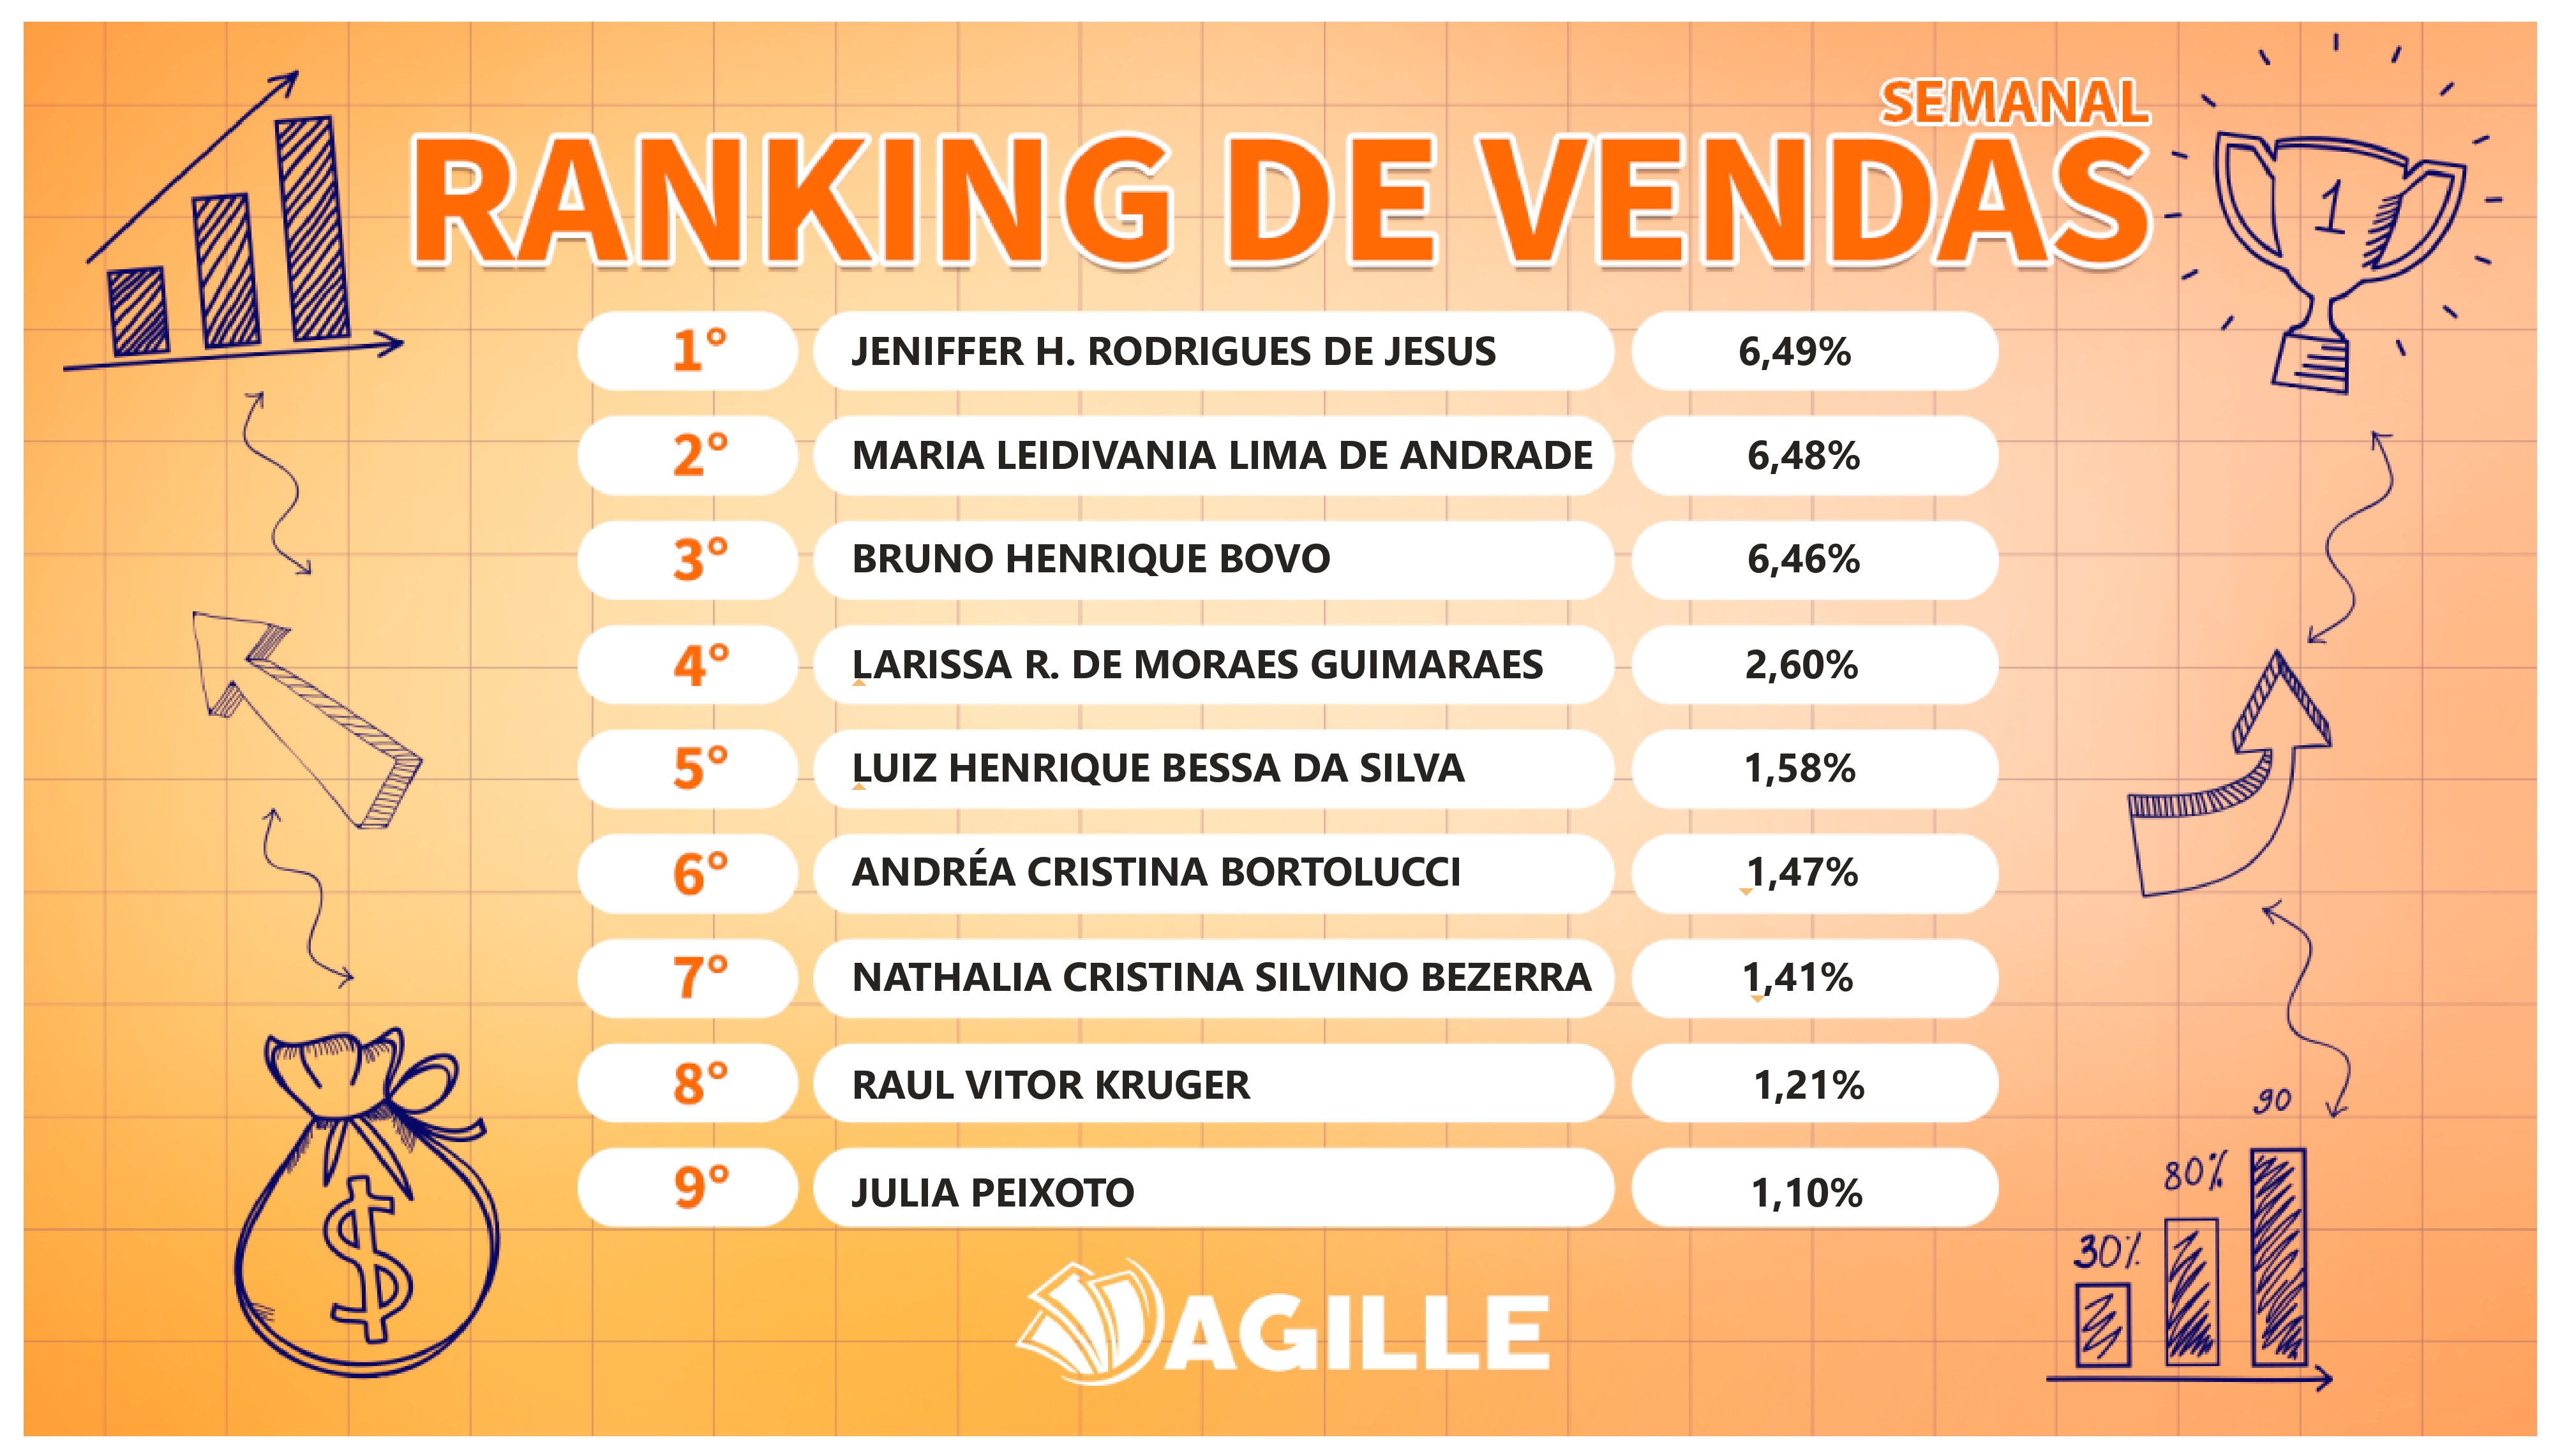 SEMANAL
RANKING DE VENDAS
1
1° JENIFFER H. RODRIGUES DE JESUS 6,49%
2° MARIA LEIDIVANIA LIMA DE ANDRADE 6,48%
3° BRUNO HENRIQUE BOVO 6,46%
4° LARISSA R. DE MORAES GUIMARAES 2,60%
5° LUIZ HENRIQUE BESSA DA SILVA 1,58%
6° ANDRÉA CRISTINA BORTOLUCCI 1,47%
7° NATHALIA CRISTINA SILVINO BEZERRA 1,41%
8° RAUL VITOR KRUGER 1,21%
9° JULIA PEIXOTO 1,10%
$
90
80%
30%
AGILLE